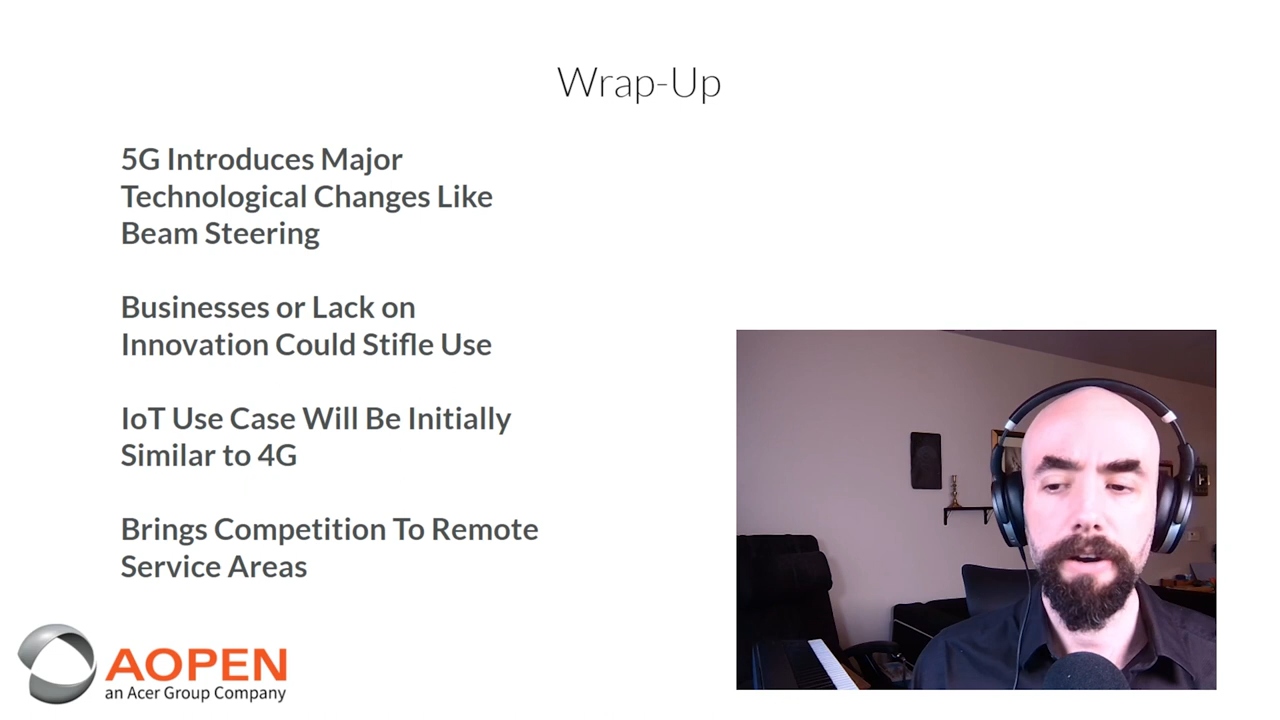 Wrap-Up
5G Introduces Major
Technological Changes Like
Beam Steering
Businesses or Lack on
Innovation Could Stifle Use
IoT Use Case Will Be Initially
Similar to 4G
Brings Competition To Remote
Service Areas
AOPEN
an Acer Group Company